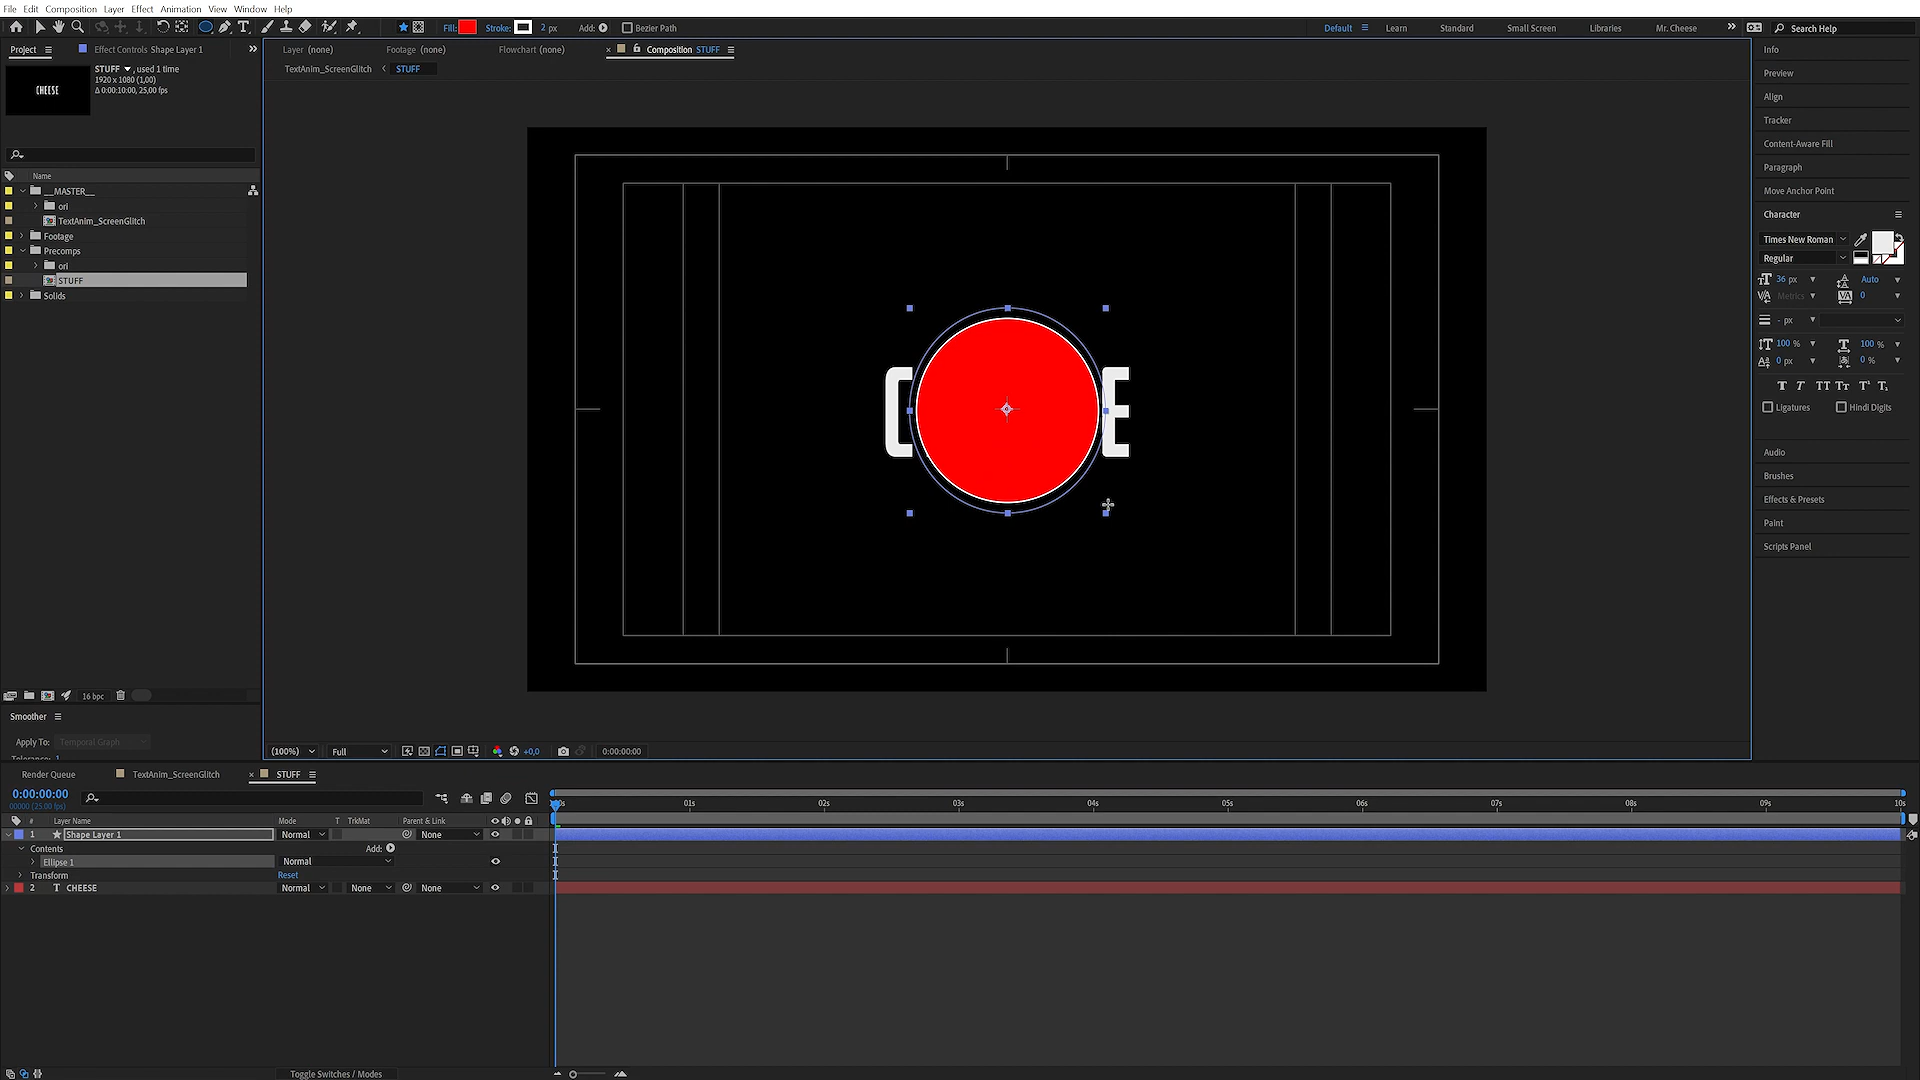 File Edit Composition Layer Effect Animation View Window Help
Fill: Stroke: 2 px Add: Bezier Path Default Learn Standard Small Screen Libraries Mr. Cheese Search Help
Project Effect Controls Shape Layer 1
Layer (none) Footage (none) Flowchart (none) Composition STUFF
TextAnim_ScreenGlitch STUFF
STUFF , used 1 time
1920 x 1080 (1,00)
Δ 0:00:10:00, 25,00 fps
CHEESE
Name
__MASTER__
ori
TextAnim_ScreenGlitch
Footage
Precomps
ori
STUFF
Solids
C E
16 bpc
Smoother
Apply To: Temporal Graph
(100%) Full +0,0 0:00:00:00
Info
Preview
Align
Tracker
Content-Aware Fill
Paragraph
Move Anchor Point
Character
Times New Roman
Regular
36 px Auto
Metrics 0
- px
100 % 100 %
0 px 0 %
Ligatures Hindi Digits
Audio
Brushes
Effects & Presets
Paint
Scripts Panel
Render Queue TextAnim_ScreenGlitch STUFF
0:00:00:00
00000 (25.00 fps)
01s 02s 03s 04s 05s 06s 07s 08s 09s 10s
# Layer Name Mode T TrkMat Parent & Link
1 Shape Layer 1 Normal None
Contents Add:
Ellipse 1 Normal
Transform Reset
2 T CHEESE Normal None None
Toggle Switches / Modes